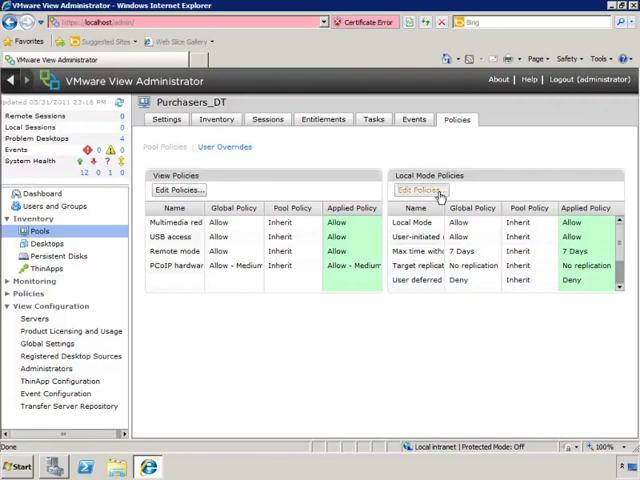 VMware View Administrator - Windows Internet Explorer
https://localhost/admin/
Certificate Error
Bing
Favorites
Suggested Sites
Web Slice Gallery
VMware View Administrator
Page
Safety
Tools
VMware View Administrator
About
Help
Logout (administrator)
updated 03/31/2011 23:16 PM
Remote Sessions 0
Local Sessions 0
Problem Desktops 4
Events 0 0
System Health
12 0 0 1
Dashboard
Users and Groups
Inventory
Pools
Desktops
Persistent Disks
ThinApps
Monitoring
Policies
View Configuration
Servers
Product Licensing and Usage
Global Settings
Registered Desktop Sources
Administrators
ThinApp Configuration
Event Configuration
Transfer Server Repository
Purchasers_DT
Settings Inventory Sessions Entitlements Tasks Events Policies
Pool Policies User Overrides
View Policies
Edit Policies...
Name Global Policy Pool Policy Applied Policy
Multimedia red Allow Inherit Allow
USB access Allow Inherit Allow
Remote mode Allow Inherit Allow
PCoIP hardwar Allow - Medium Inherit Allow - Medium
Local Mode Policies
Edit Policies...
Name Global Policy Pool Policy Applied Policy
Local Mode Allow Inherit Allow
User-initiated Allow Inherit Allow
Max time witho 7 Days Inherit 7 Days
Target replicat No replication Inherit No replication
User deferred Deny Inherit Deny
Done
Local intranet | Protected Mode: Off
100%
Start